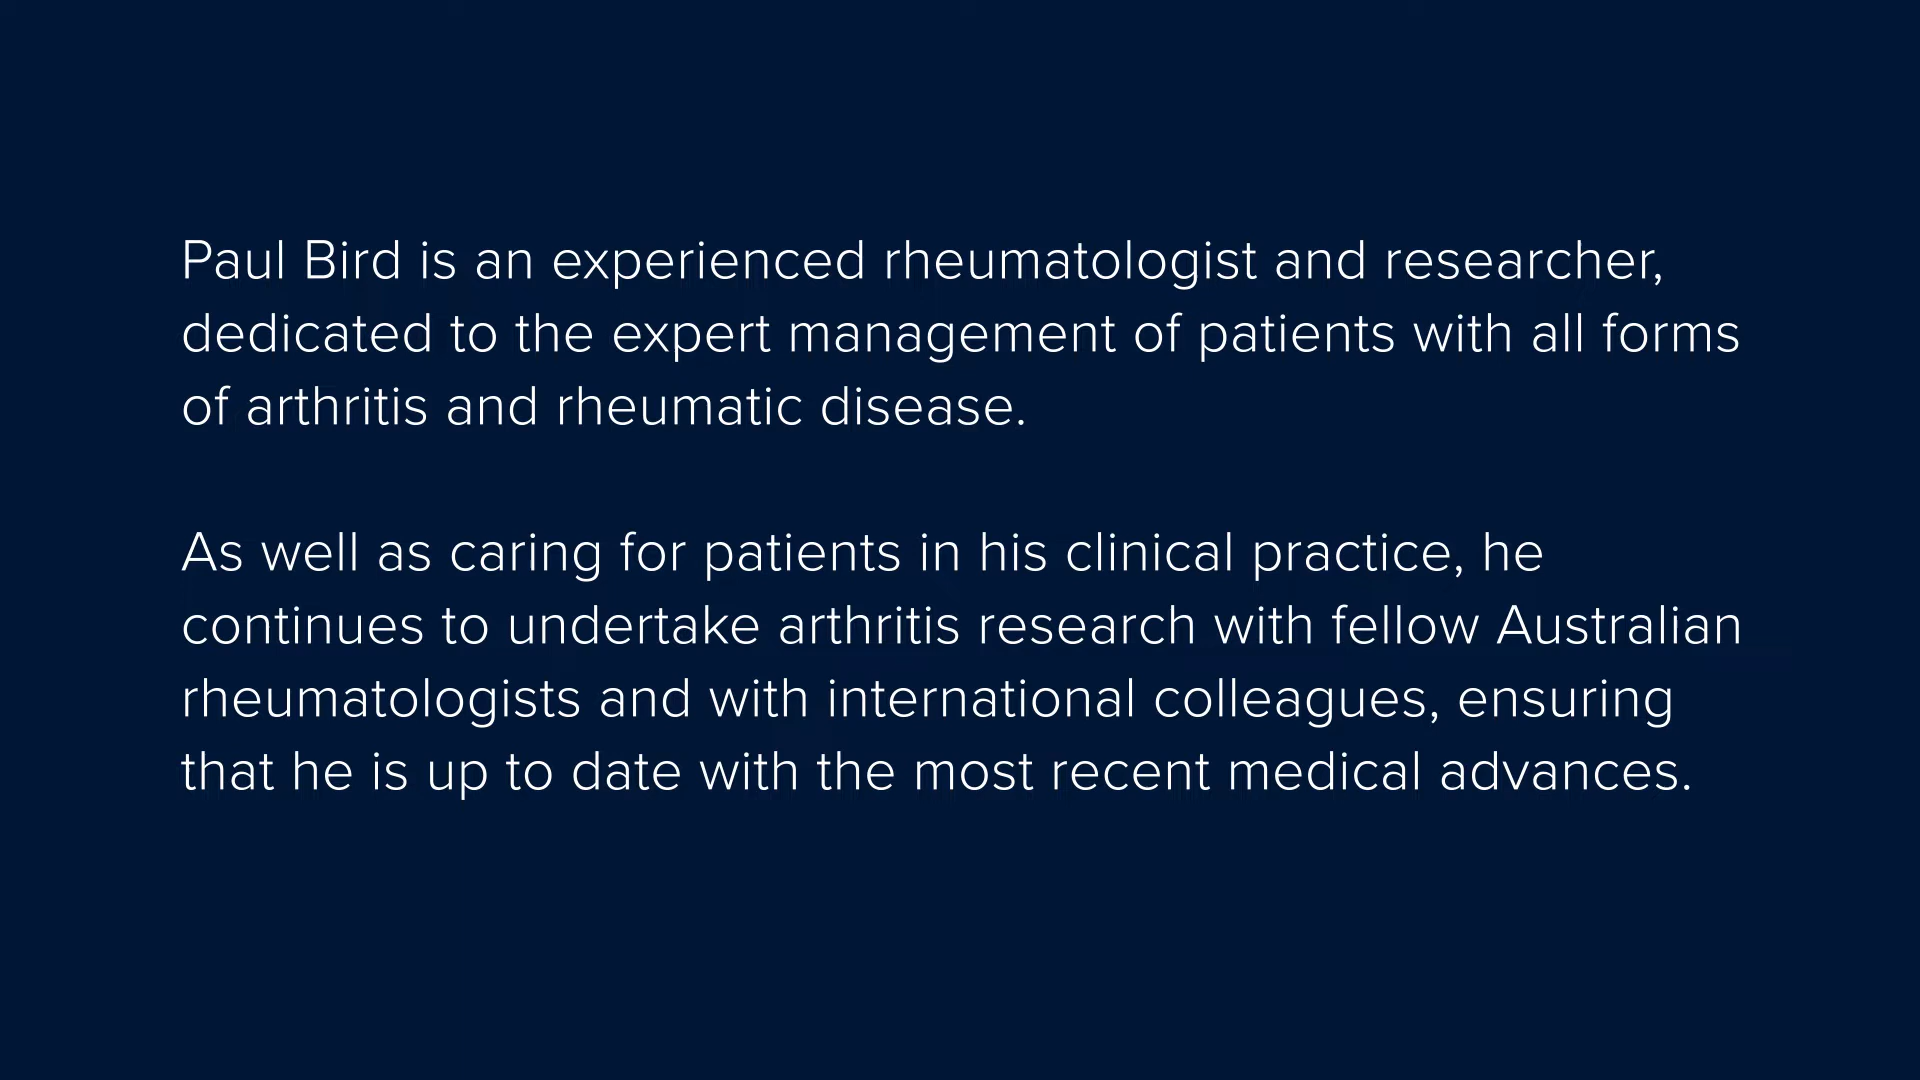 Paul Bird is an experienced rheumatologist and researcher,
dedicated to the expert management of patients with all forms
of arthritis and rheumatic disease.
As well as caring for patients in his clinical practice, he
continues to undertake arthritis research with fellow Australian
rheumatologists and with international colleagues, ensuring
that he is up to date with the most recent medical advances.